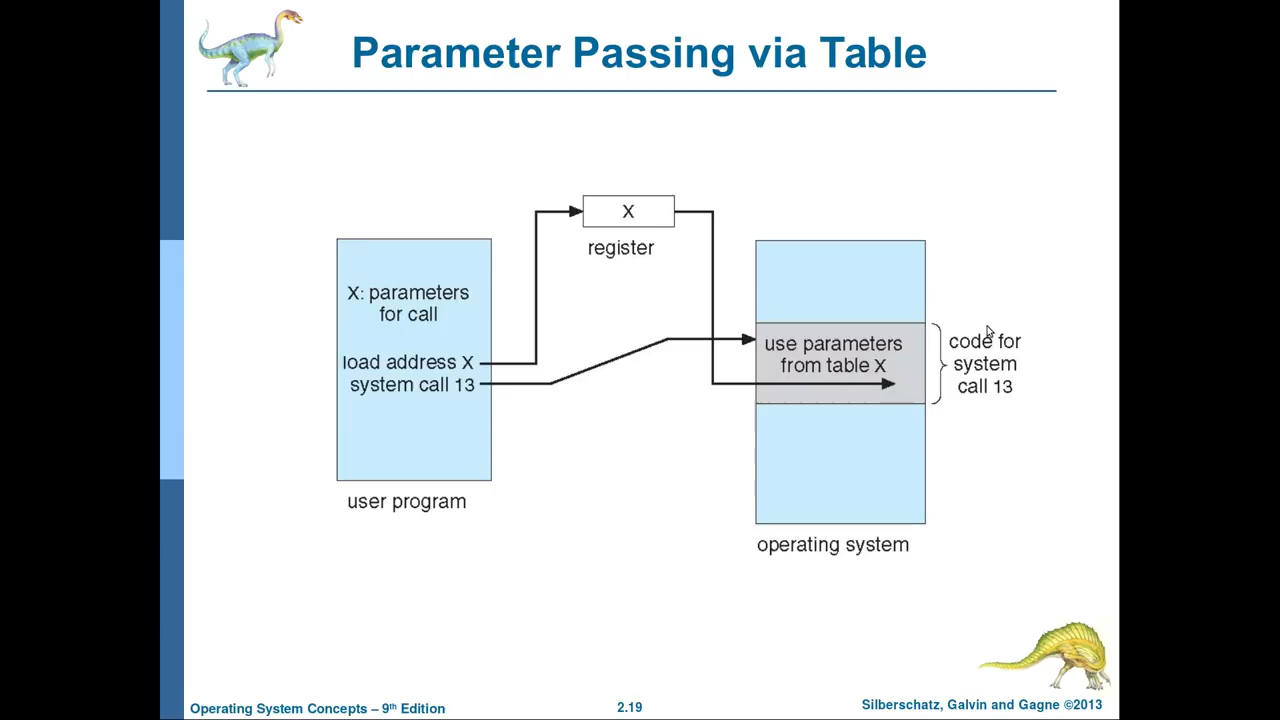 Parameter Passing via Table
X
register
X: parameters
for call
load address X
system call 13
user program
use parameters
from table X
code for
system
call 13
operating system
Operating System Concepts – 9th Edition
2.19
Silberschatz, Galvin and Gagne ©2013